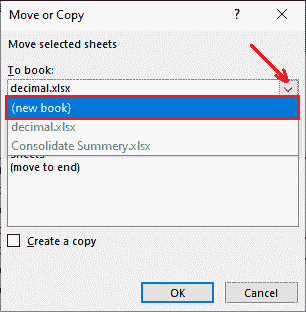 Move or Copy
Move selected sheets
To book:
decimal.xlsx
(new book)
decimal.xlsx
Consolidate Summery.xlsx
(move to end)
Create a copy
OK
Cancel